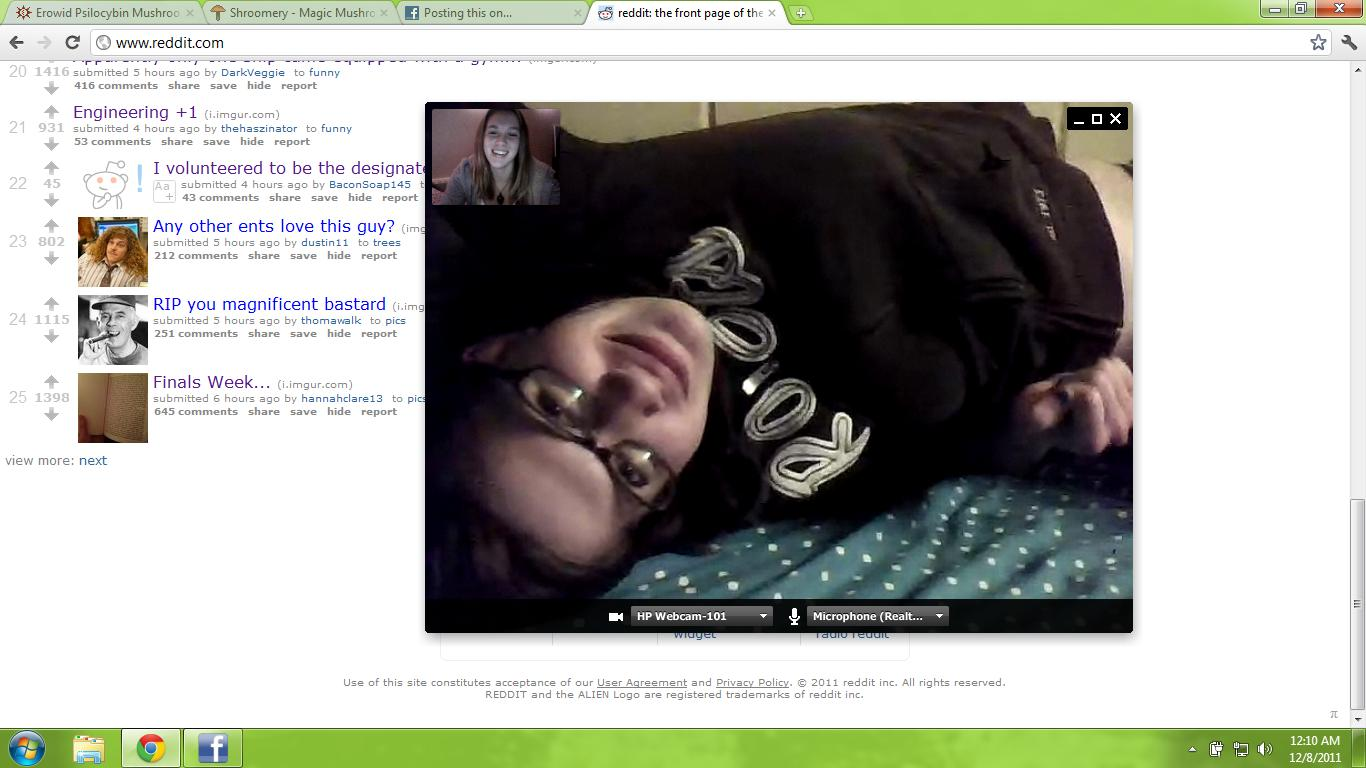 Erowid Psilocybin Mushroo
Shroomery - Magic Mushro
Posting this on...
reddit: the front page of the
www.reddit.com
20 1416 submitted 5 hours ago by DarkVeggie to funny
416 comments share save hide report
Engineering +1 (i.imgur.com)
21 931 submitted 4 hours ago by thehaszinator to funny
53 comments share save hide report
I volunteered to be the designate
22 45 Aa+ submitted 4 hours ago by BaconSoap145
43 comments share save hide report
Any other ents love this guy? (img
23 802 submitted 5 hours ago by dustin11 to trees
212 comments share save hide report
RIP you magnificent bastard (i.img
24 1115 submitted 5 hours ago by thomawalk to pics
251 comments share save hide report
Finals Week... (i.imgur.com)
25 1398 submitted 6 hours ago by hannahclare13 to pics
645 comments share save hide report
view more: next
HP Webcam-101
Microphone (Realt...
widget
radio reddit
Use of this site constitutes acceptance of our User Agreement and Privacy Policy. © 2011 reddit inc. All rights reserved.
REDDIT and the ALIEN Logo are registered trademarks of reddit inc.
π
12:10 AM
12/8/2011